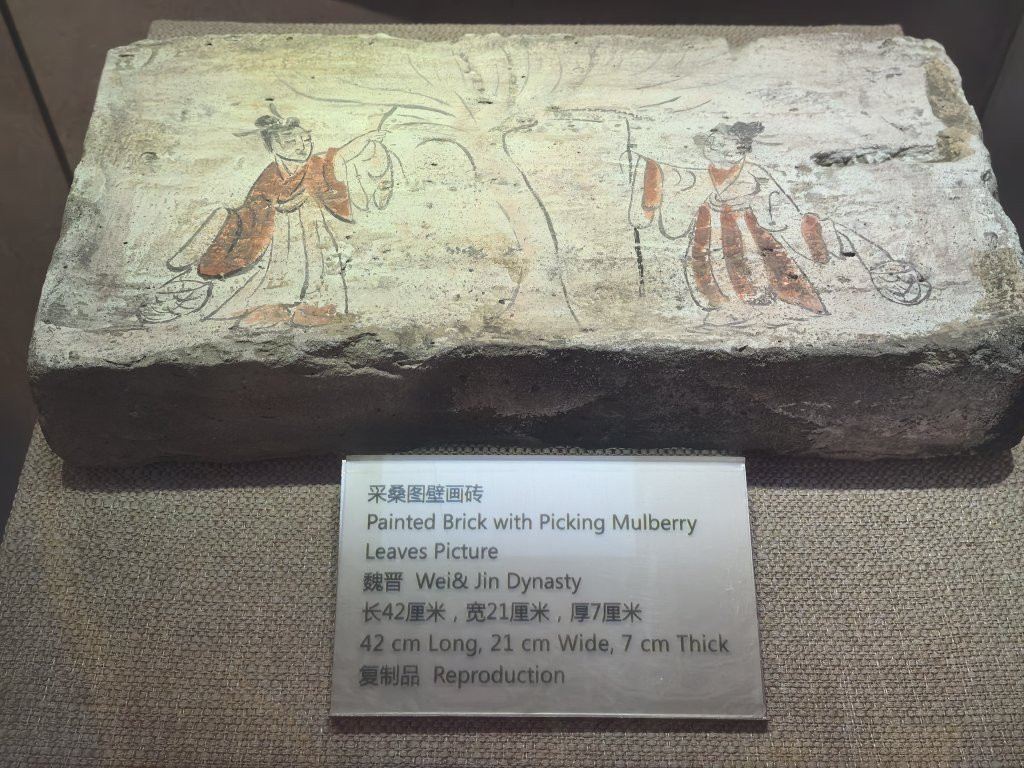 采桑图壁画砖
Painted Brick with Picking Mulberry
Leaves Picture
魏晋 Wei& Jin Dynasty
长42厘米，宽21厘米，厚7厘米
42 cm Long, 21 cm Wide, 7 cm Thick
复制品 Reproduction